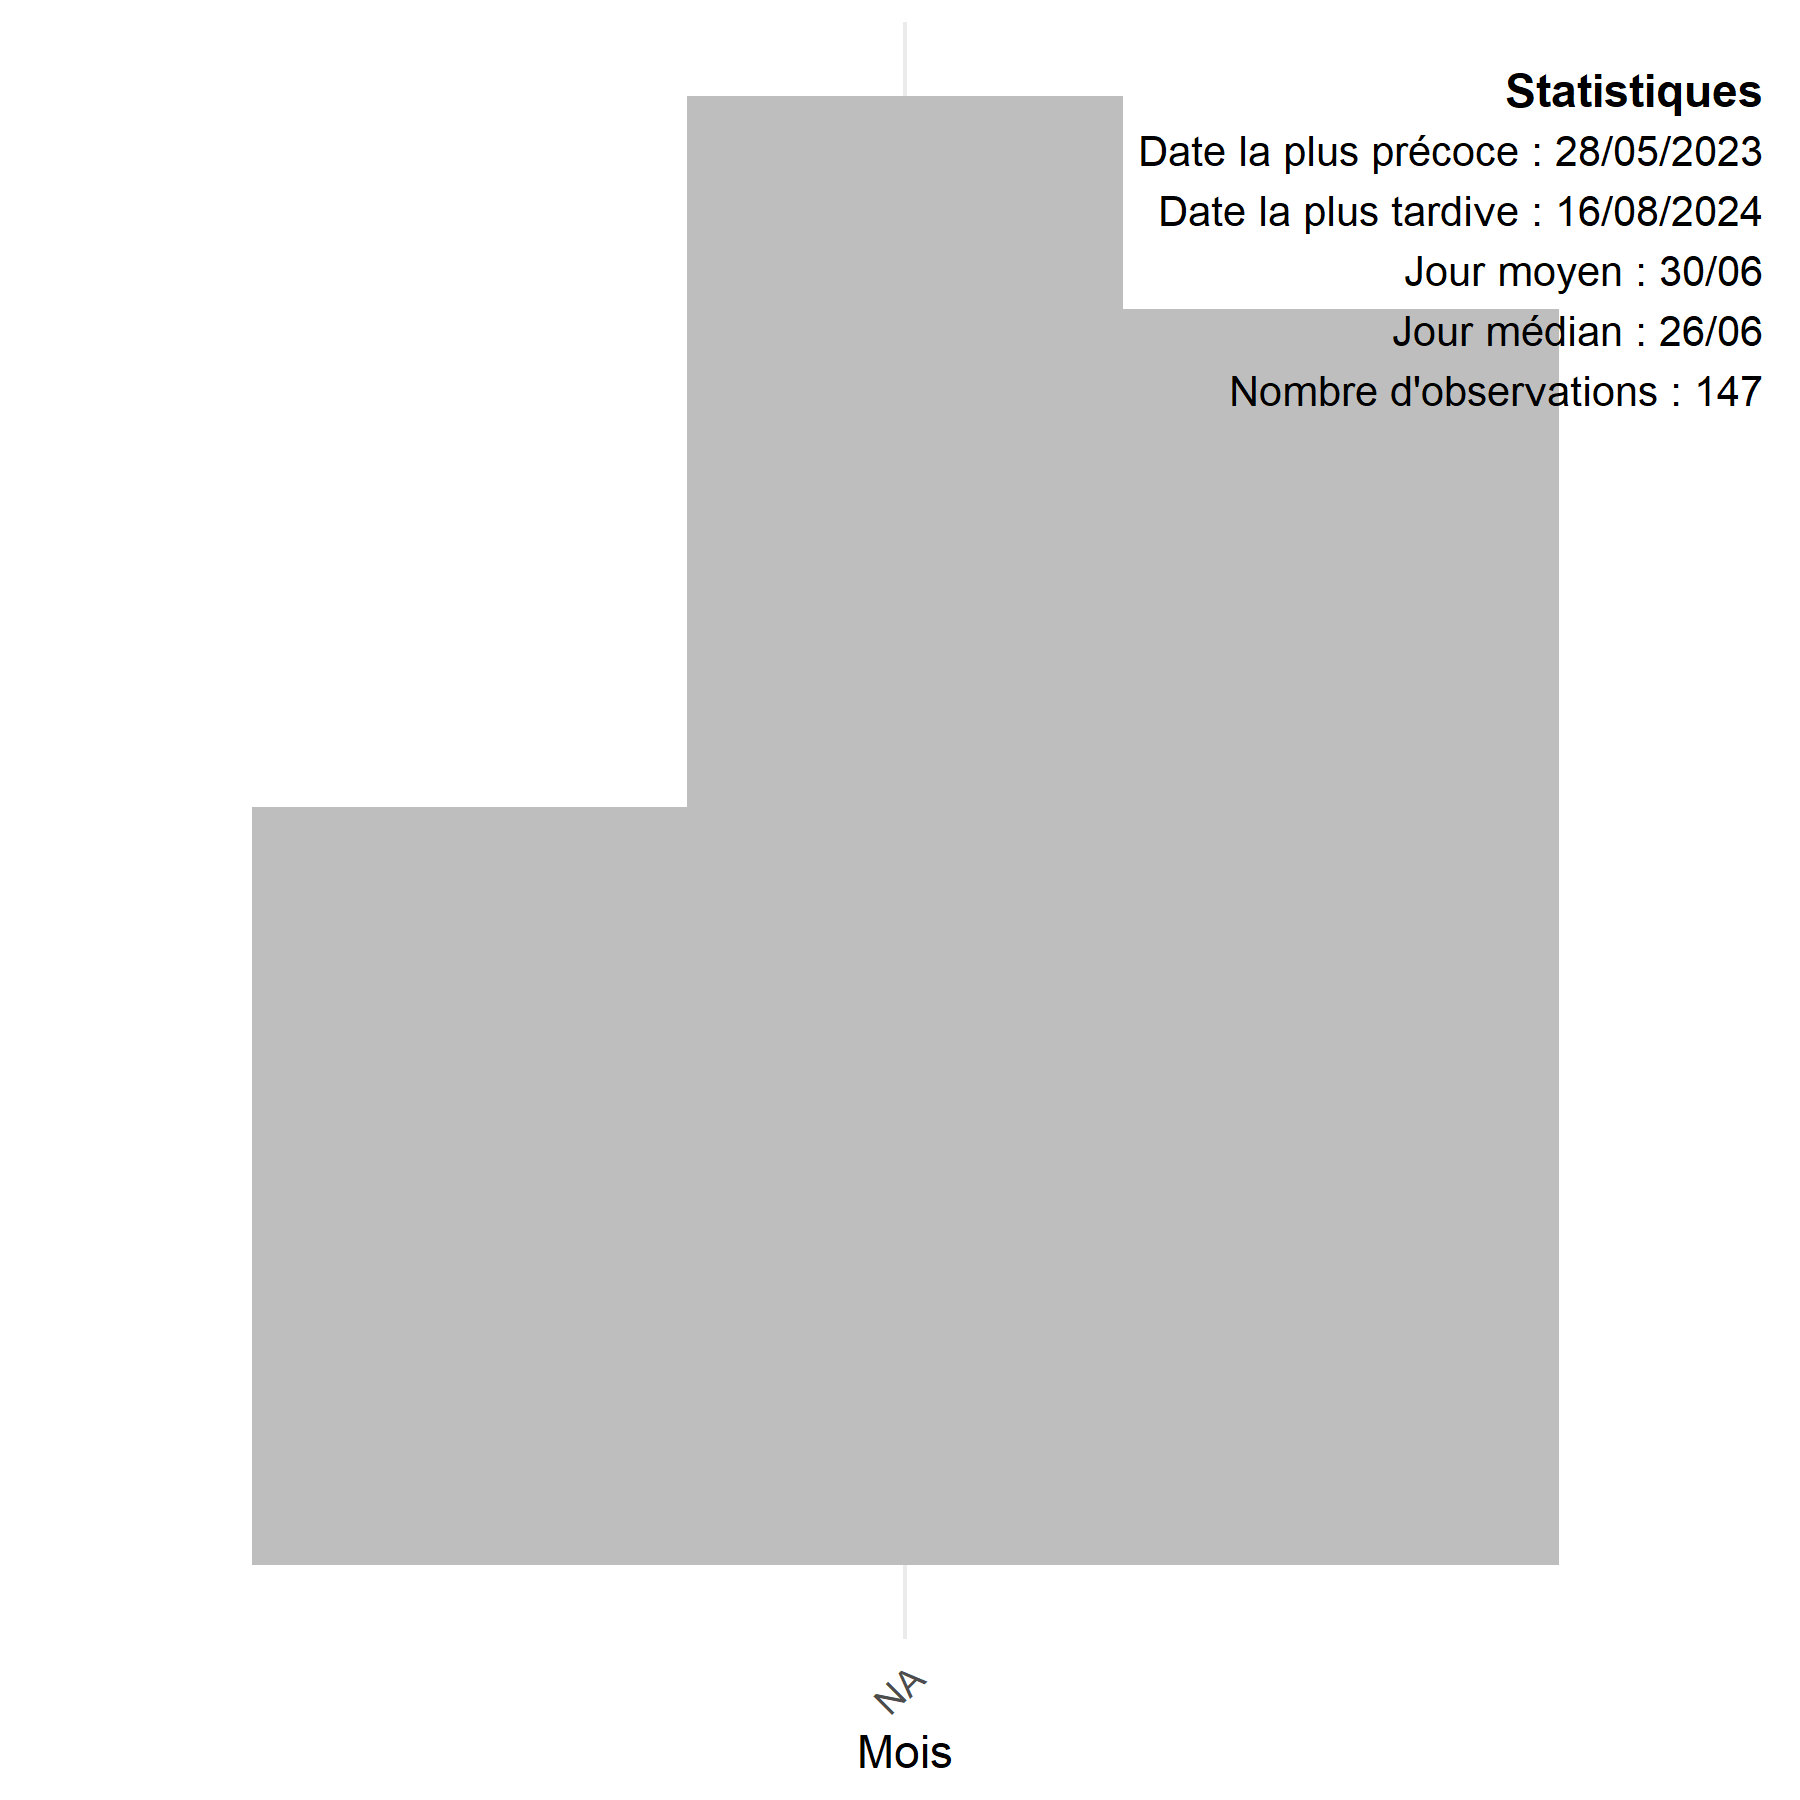 Statistiques
Date la plus précoce : 28/05/2023
Date la plus tardive : 16/08/2024
Jour moyen : 30/06
Jour médian : 26/06
Nombre d'observations : 147
NA
Mois